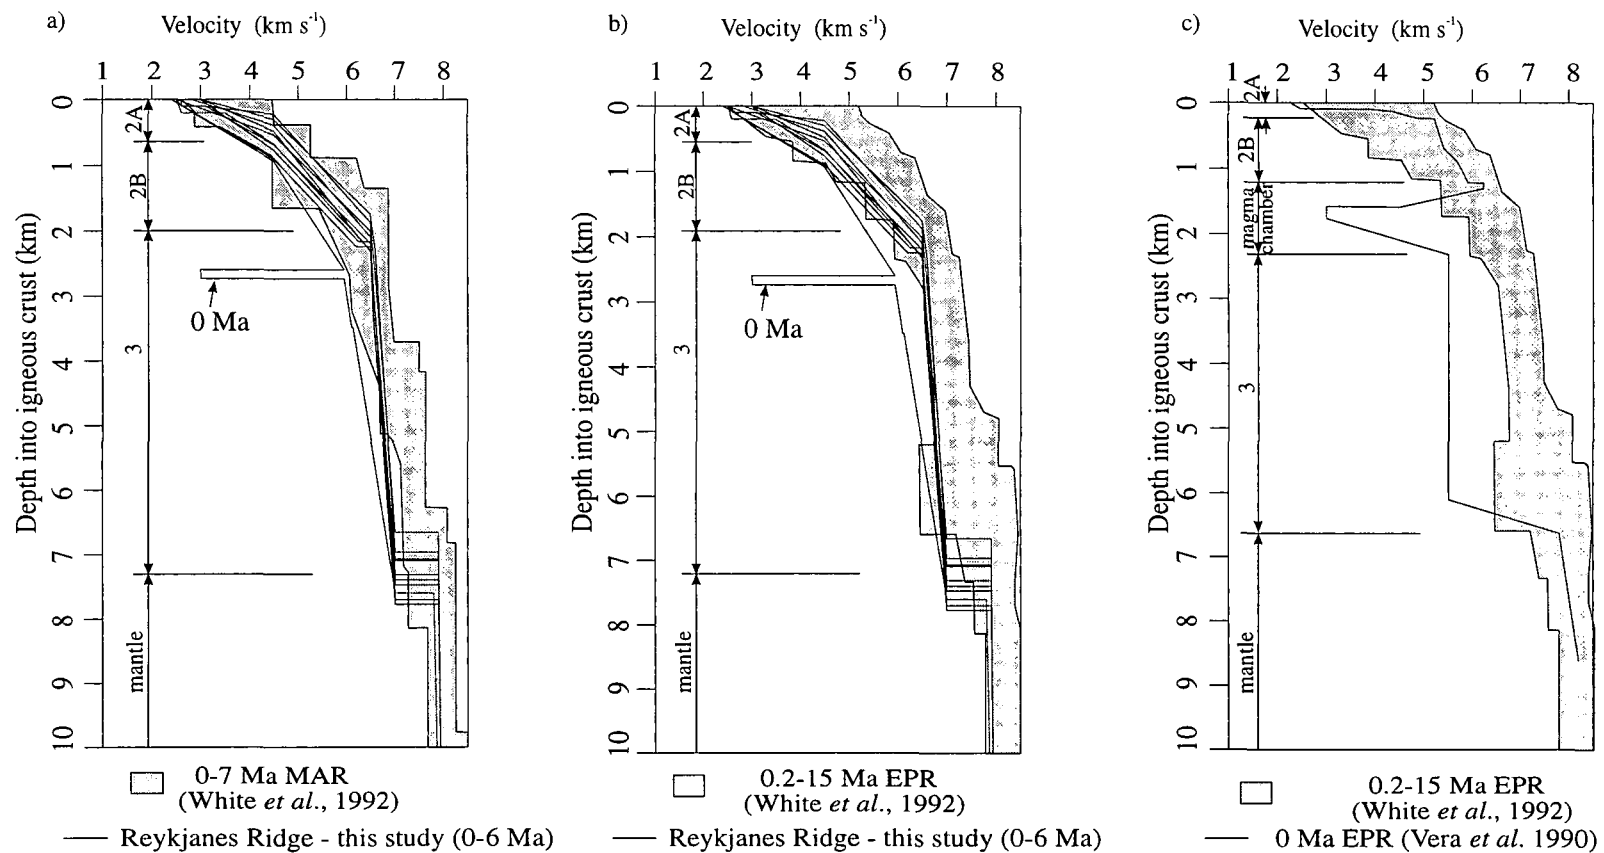 a)
Velocity (km s⁻¹)
1 2 3 4 5 6 7 8
Depth into igneous crust (km)
0
1
2
3
4
5
6
7
8
9
10
2A
2B
3
mantle
0 Ma
0-7 Ma MAR
(White et al., 1992)
Reykjanes Ridge - this study (0-6 Ma)
b)
Velocity (km s⁻¹)
1 2 3 4 5 6 7 8
Depth into igneous crust (km)
0
1
2
3
4
5
6
7
8
9
10
2A
2B
3
mantle
0 Ma
0.2-15 Ma EPR
(White et al., 1992)
Reykjanes Ridge - this study (0-6 Ma)
c)
Velocity (km s⁻¹)
1 2 3 4 5 6 7 8
Depth into igneous crust (km)
0
1
2
3
4
5
6
7
8
9
10
2A
2B
magma
chamber
3
mantle
0.2-15 Ma EPR
(White et al., 1992)
0 Ma EPR (Vera et al. 1990)